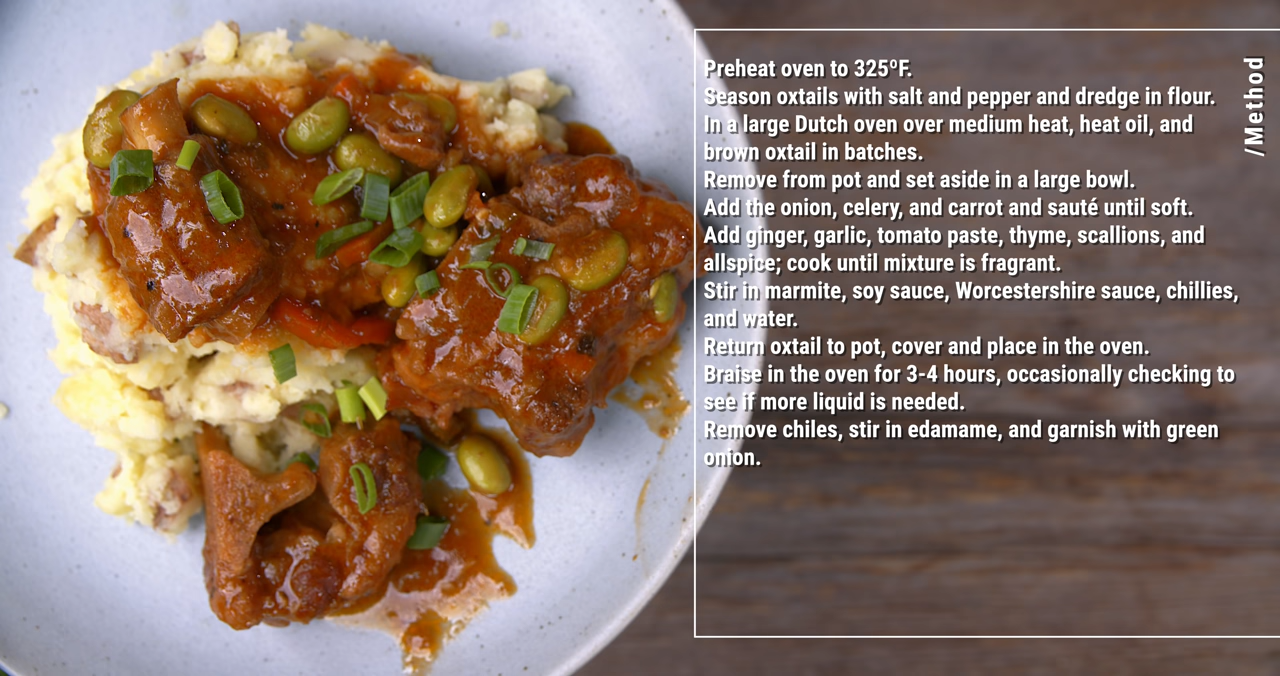 Preheat oven to 325ºF.
Season oxtails with salt and pepper and dredge in flour.
In a large Dutch oven over medium heat, heat oil, and
brown oxtail in batches.
Remove from pot and set aside in a large bowl.
Add the onion, celery, and carrot and sauté until soft.
Add ginger, garlic, tomato paste, thyme, scallions, and
allspice; cook until mixture is fragrant.
Stir in marmite, soy sauce, Worcestershire sauce, chillies,
and water.
Return oxtail to pot, cover and place in the oven.
Braise in the oven for 3-4 hours, occasionally checking to
see if more liquid is needed.
Remove chiles, stir in edamame, and garnish with green
onion.
/Method